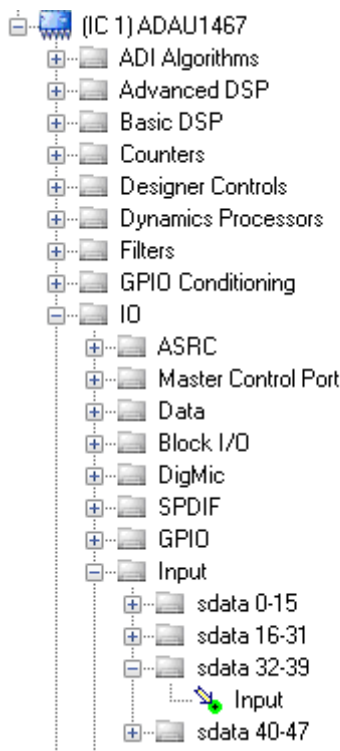 (IC 1) ADAU1467
ADI Algorithms
Advanced DSP
Basic DSP
Counters
Designer Controls
Dynamics Processors
Filters
GPIO Conditioning
IO
ASRC
Master Control Port
Data
Block I/O
DigMic
SPDIF
GPIO
Input
sdata 0-15
sdata 16-31
sdata 32-39
Input
sdata 40-47